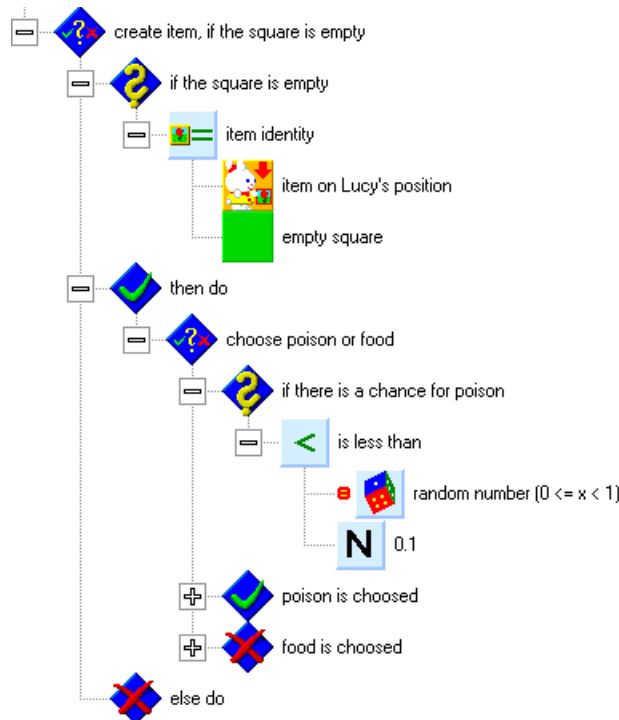 create item, if the square is empty
if the square is empty
item identity
item on Lucy's position
empty square
then do
choose poison or food
if there is a chance for poison
< is less than
random number (0 <= x < 1)
N 0.1
poison is choosed
food is choosed
else do